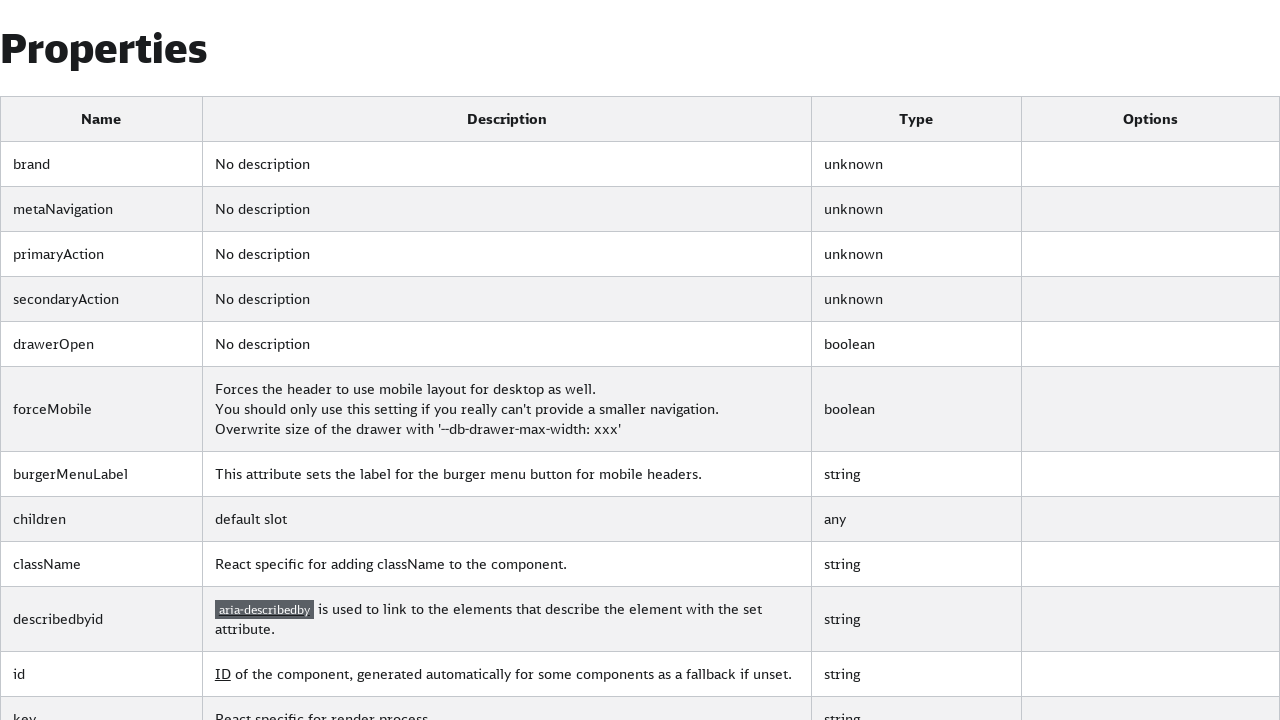 Properties
Name Description Type Options
brand No description unknown
metaNavigation No description unknown
primaryAction No description unknown
secondaryAction No description unknown
drawerOpen No description boolean
forceMobile Forces the header to use mobile layout for desktop as well.
You should only use this setting if you really can't provide a smaller navigation. boolean
Overwrite size of the drawer with '--db-drawer-max-width: xxx'
burgerMenuLabel This attribute sets the label for the burger menu button for mobile headers. string
children default slot any
className React specific for adding className to the component. string
describedbyid aria-describedby is used to link to the elements that describe the element with the set
attribute. string
id ID of the component, generated automatically for some components as a fallback if unset. string
key React specific for render process. string